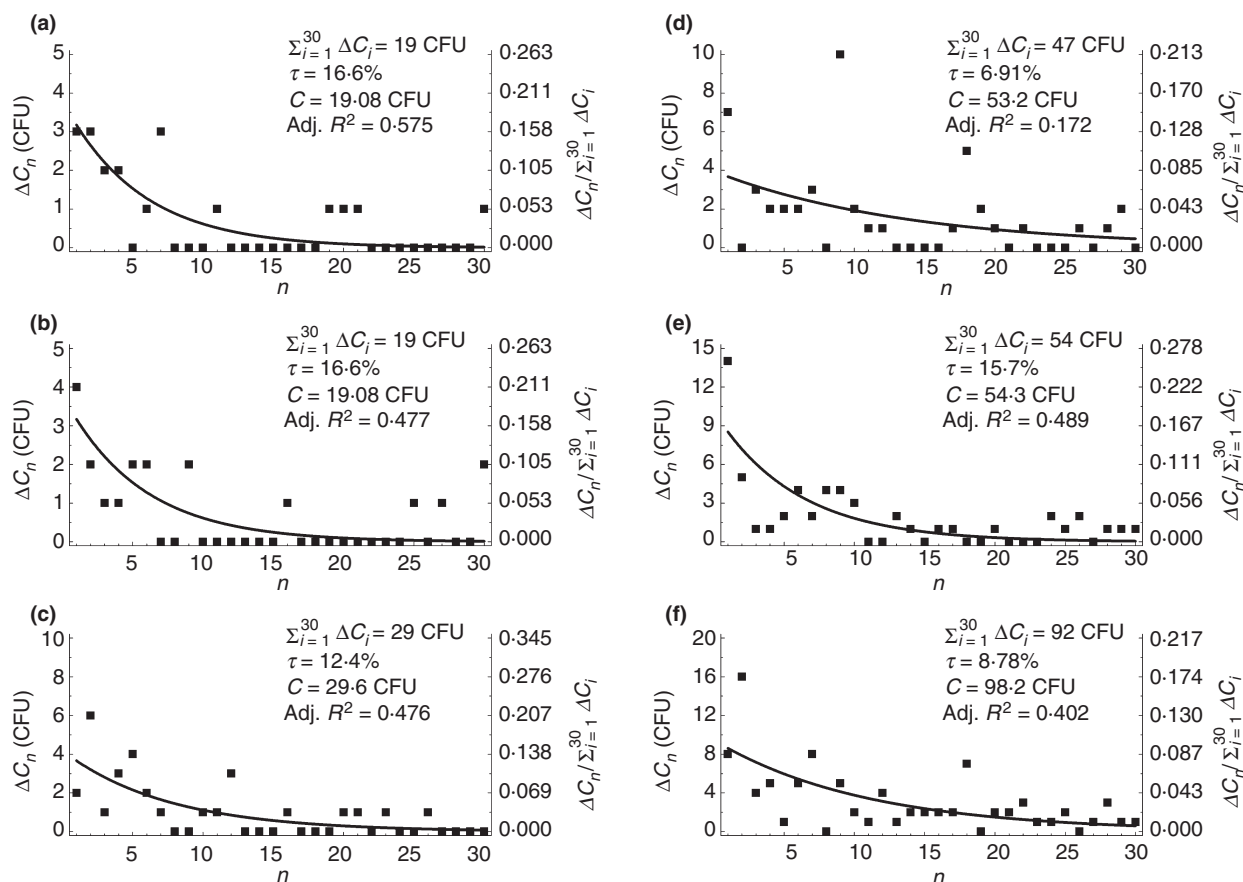 (a)
Σ³⁰ᵢ₌₁ ΔCᵢ = 19 CFU
τ = 16·6%
C = 19·08 CFU
Adj. R² = 0·575
ΔCₙ (CFU)
5
4
3
2
1
0
0·263
0·211
0·158
0·105
0·053
0·000
ΔCₙ/Σ³⁰ᵢ₌₁ ΔCᵢ
5 10 15 20 25 30
n
(b)
Σ³⁰ᵢ₌₁ ΔCᵢ = 19 CFU
τ = 16·6%
C = 19·08 CFU
Adj. R² = 0·477
ΔCₙ (CFU)
5
4
3
2
1
0
0·263
0·211
0·158
0·105
0·053
0·000
ΔCₙ/Σ³⁰ᵢ₌₁ ΔCᵢ
5 10 15 20 25 30
n
(c)
Σ³⁰ᵢ₌₁ ΔCᵢ = 29 CFU
τ = 12·4%
C = 29·6 CFU
Adj. R² = 0·476
ΔCₙ (CFU)
10
8
6
4
2
0
0·345
0·276
0·207
0·138
0·069
0·000
ΔCₙ/Σ³⁰ᵢ₌₁ ΔCᵢ
5 10 15 20 25 30
n
(d)
Σ³⁰ᵢ₌₁ ΔCᵢ = 47 CFU
τ = 6·91%
C = 53·2 CFU
Adj. R² = 0·172
ΔCₙ (CFU)
10
8
6
4
2
0
0·213
0·170
0·128
0·085
0·043
0·000
ΔCₙ/Σ³⁰ᵢ₌₁ ΔCᵢ
5 10 15 20 25 30
n
(e)
Σ³⁰ᵢ₌₁ ΔCᵢ = 54 CFU
τ = 15·7%
C = 54·3 CFU
Adj. R² = 0·489
ΔCₙ (CFU)
15
12
9
6
3
0
0·278
0·222
0·167
0·111
0·056
0·000
ΔCₙ/Σ³⁰ᵢ₌₁ ΔCᵢ
5 10 15 20 25 30
n
(f)
Σ³⁰ᵢ₌₁ ΔCᵢ = 92 CFU
τ = 8·78%
C = 98·2 CFU
Adj. R² = 0·402
ΔCₙ (CFU)
20
16
12
8
4
0
0·217
0·174
0·130
0·087
0·043
0·000
ΔCₙ/Σ³⁰ᵢ₌₁ ΔCᵢ
5 10 15 20 25 30
n